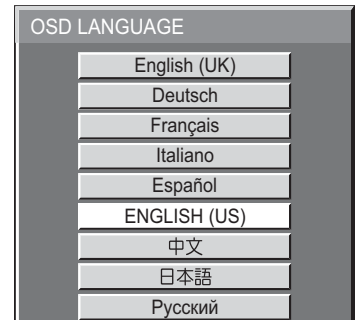 OSD LANGUAGE
English (UK)
Deutsch
Français
Italiano
Español
ENGLISH (US)
中文
日本語
Русский